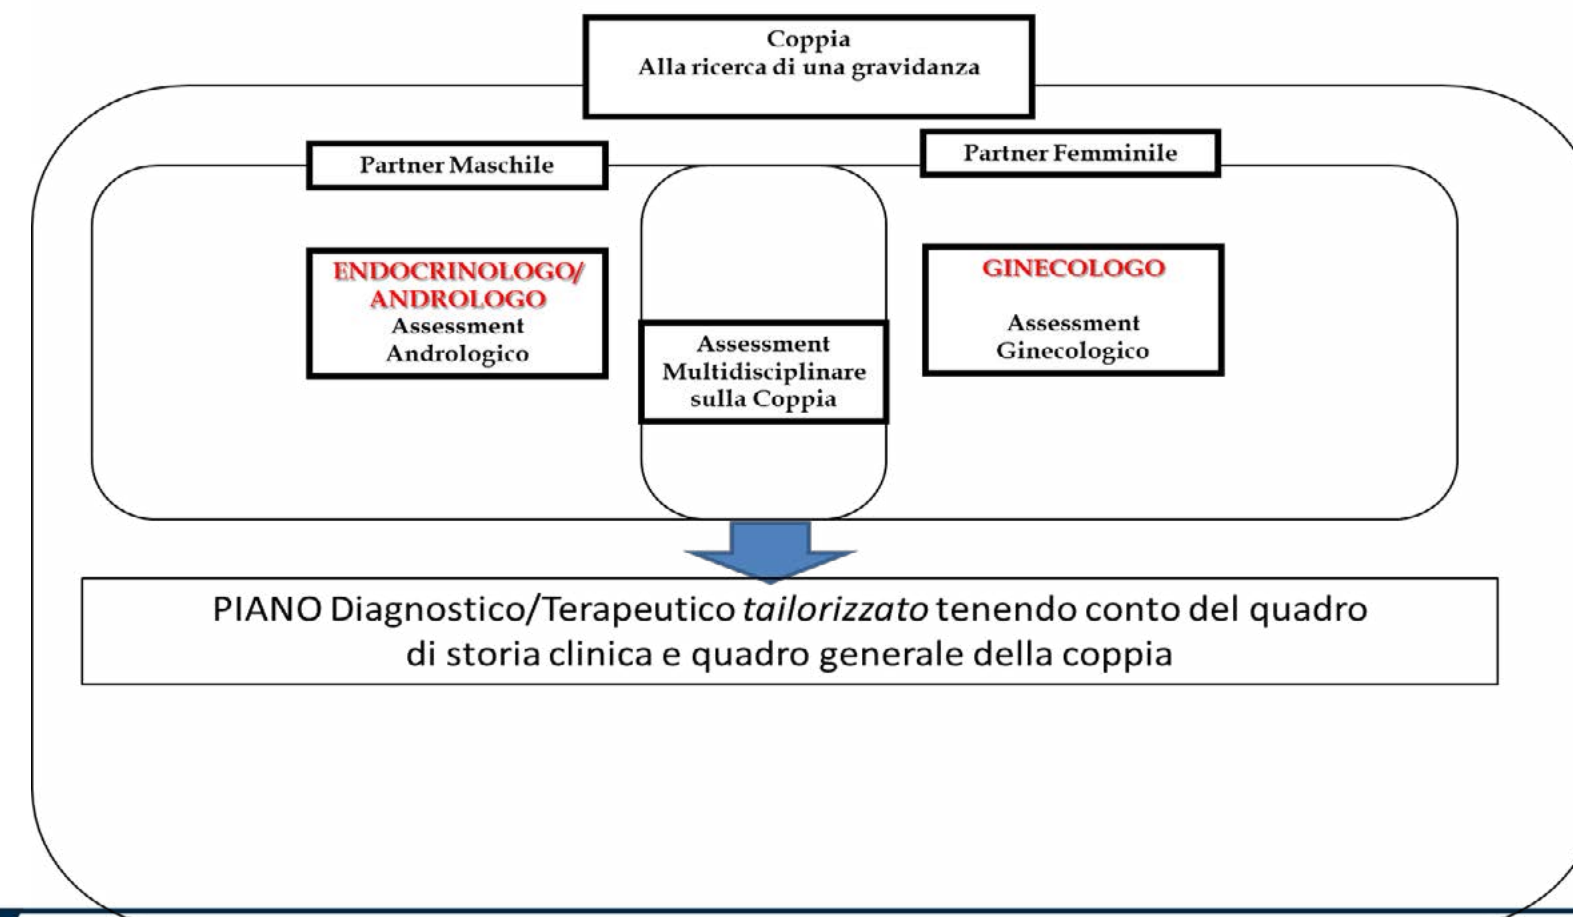 Coppia
Alla ricerca di una gravidanza
Partner Maschile
Partner Femminile
ENDOCRINOLOGO/
ANDROLOGO
Assessment
Andrologico
GINECOLOGO
Assessment
Ginecologico
Assessment
Multidisciplinare
sulla Coppia
PIANO Diagnostico/Terapeutico tailorizzato tenendo conto del quadro
di storia clinica e quadro generale della coppia